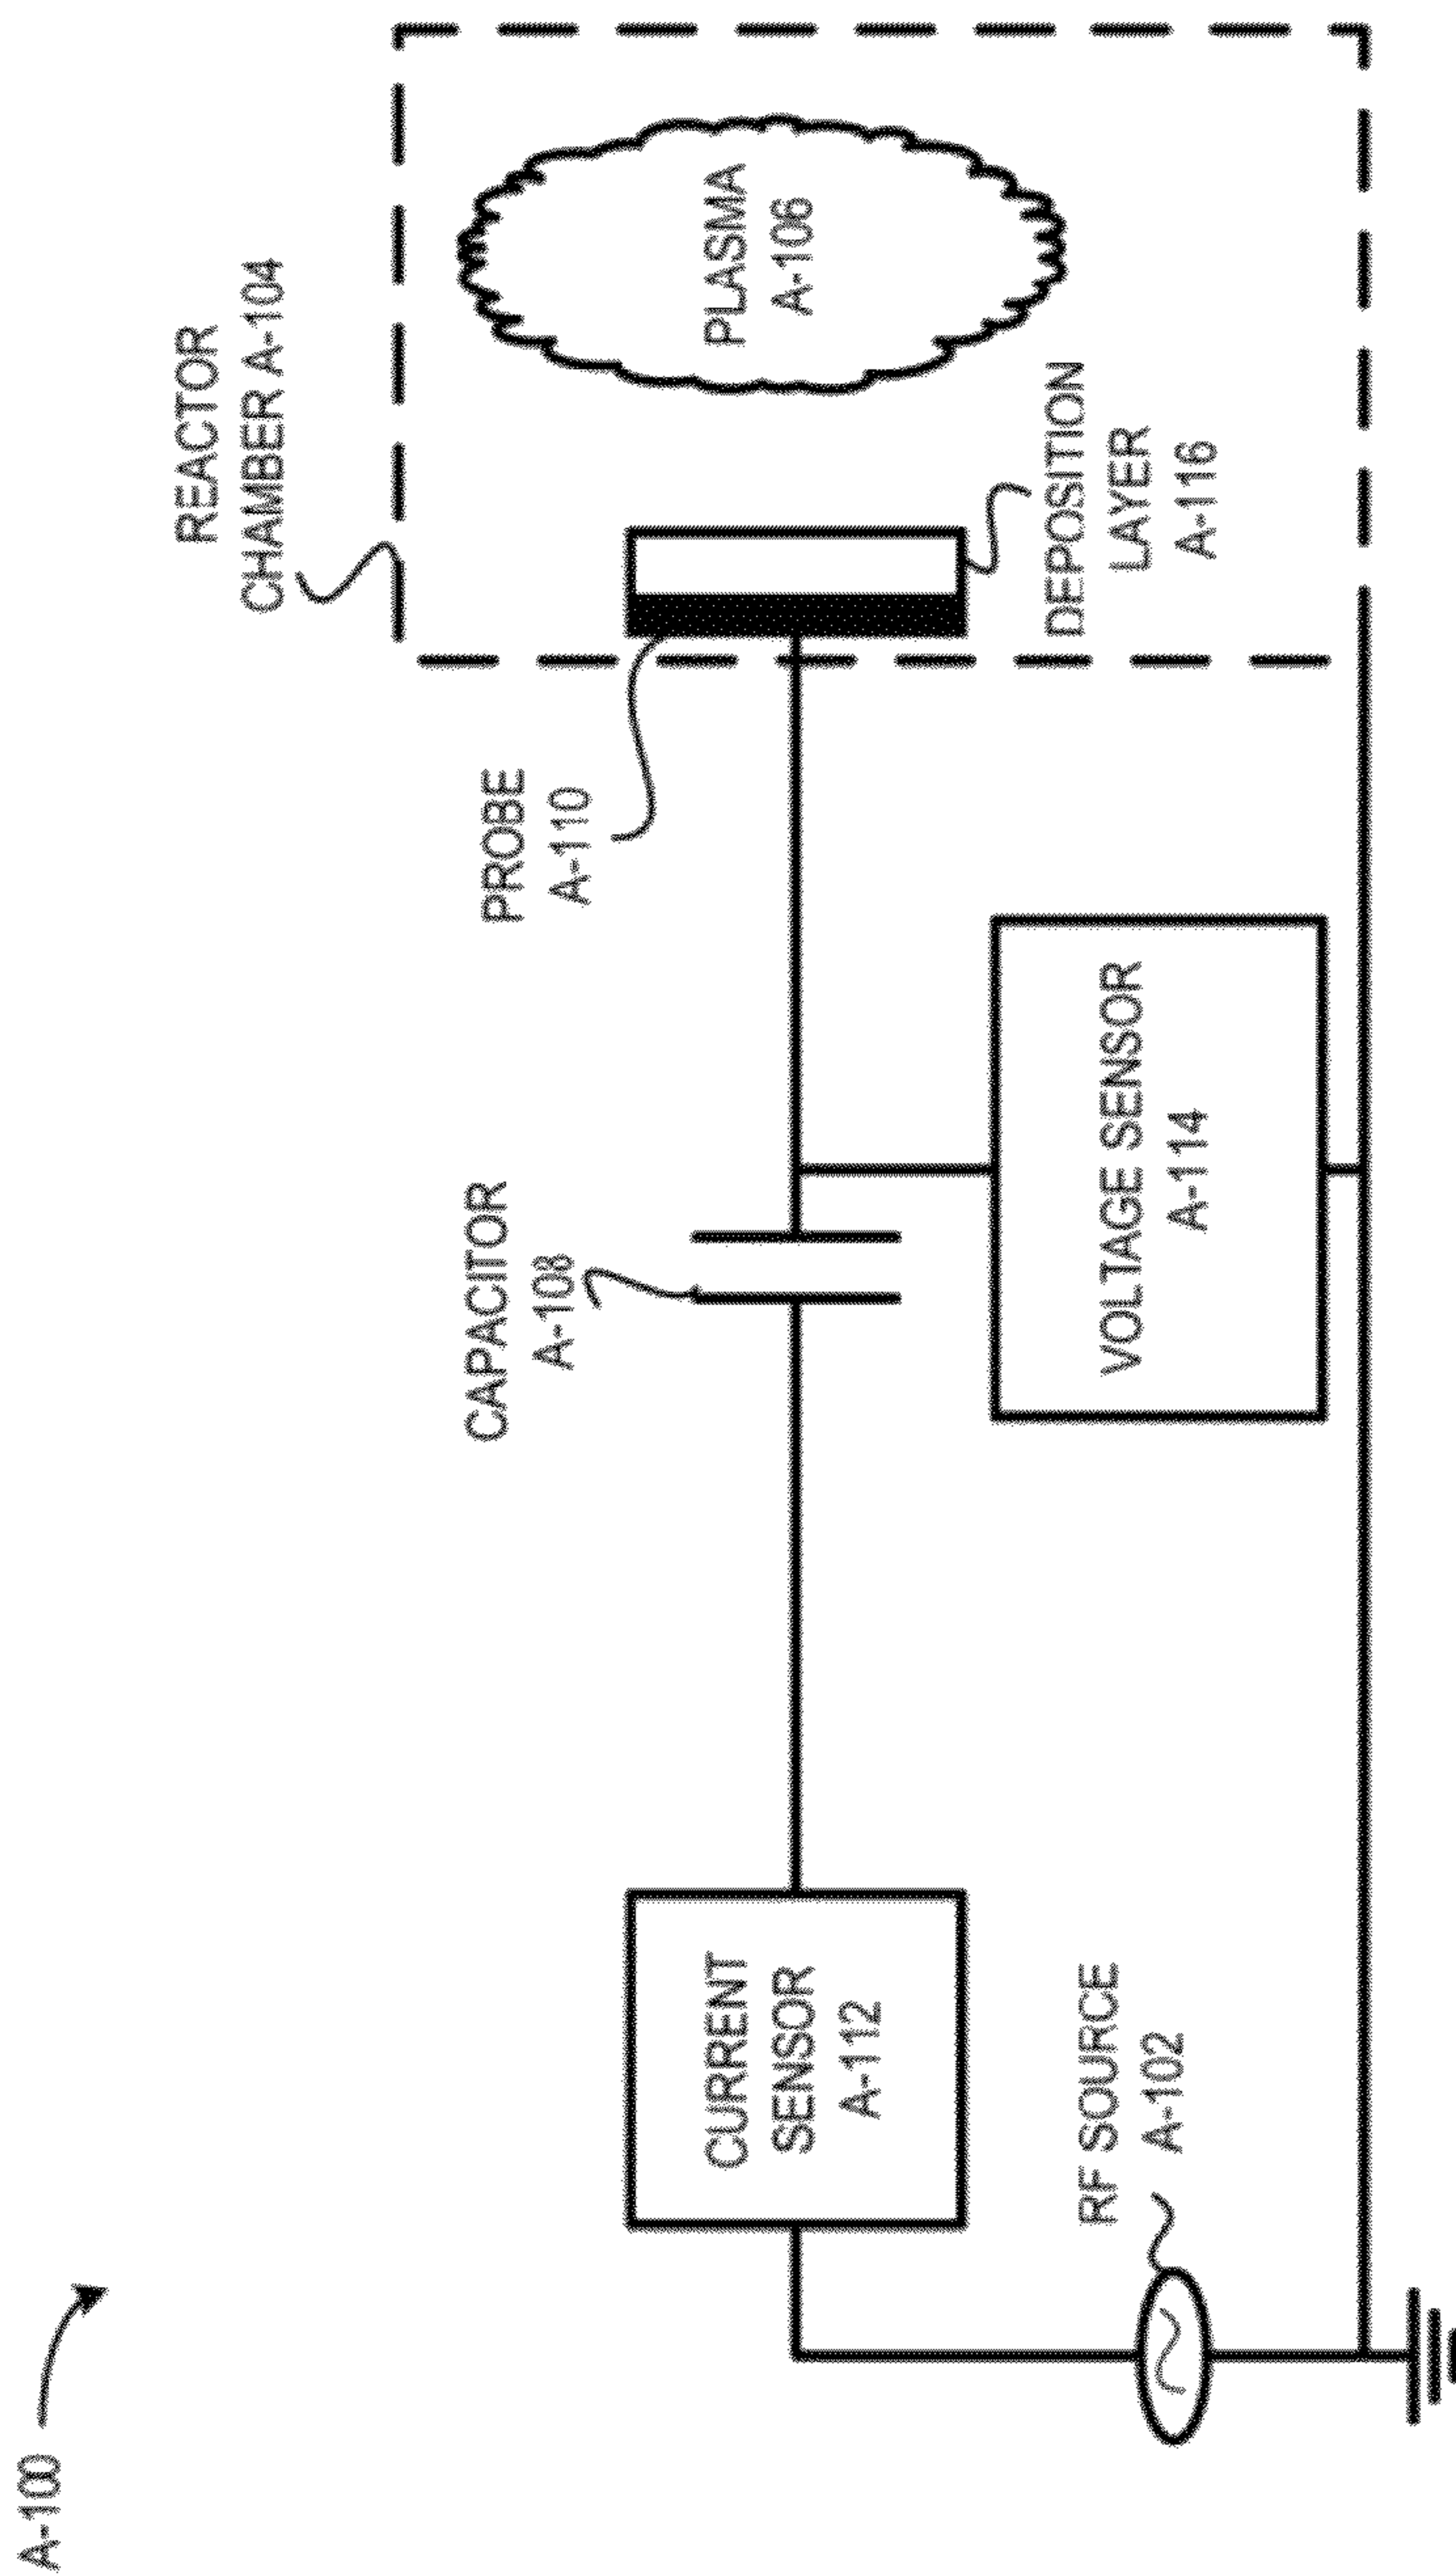 A-100
REACTOR
CHAMBER A-104
PLASMA
A-106
PROBE
A-110
DEPOSITION
LAYER
A-116
CAPACITOR
A-108
VOLTAGE SENSOR
A-114
CURRENT
SENSOR
A-112
RF SOURCE
A-102